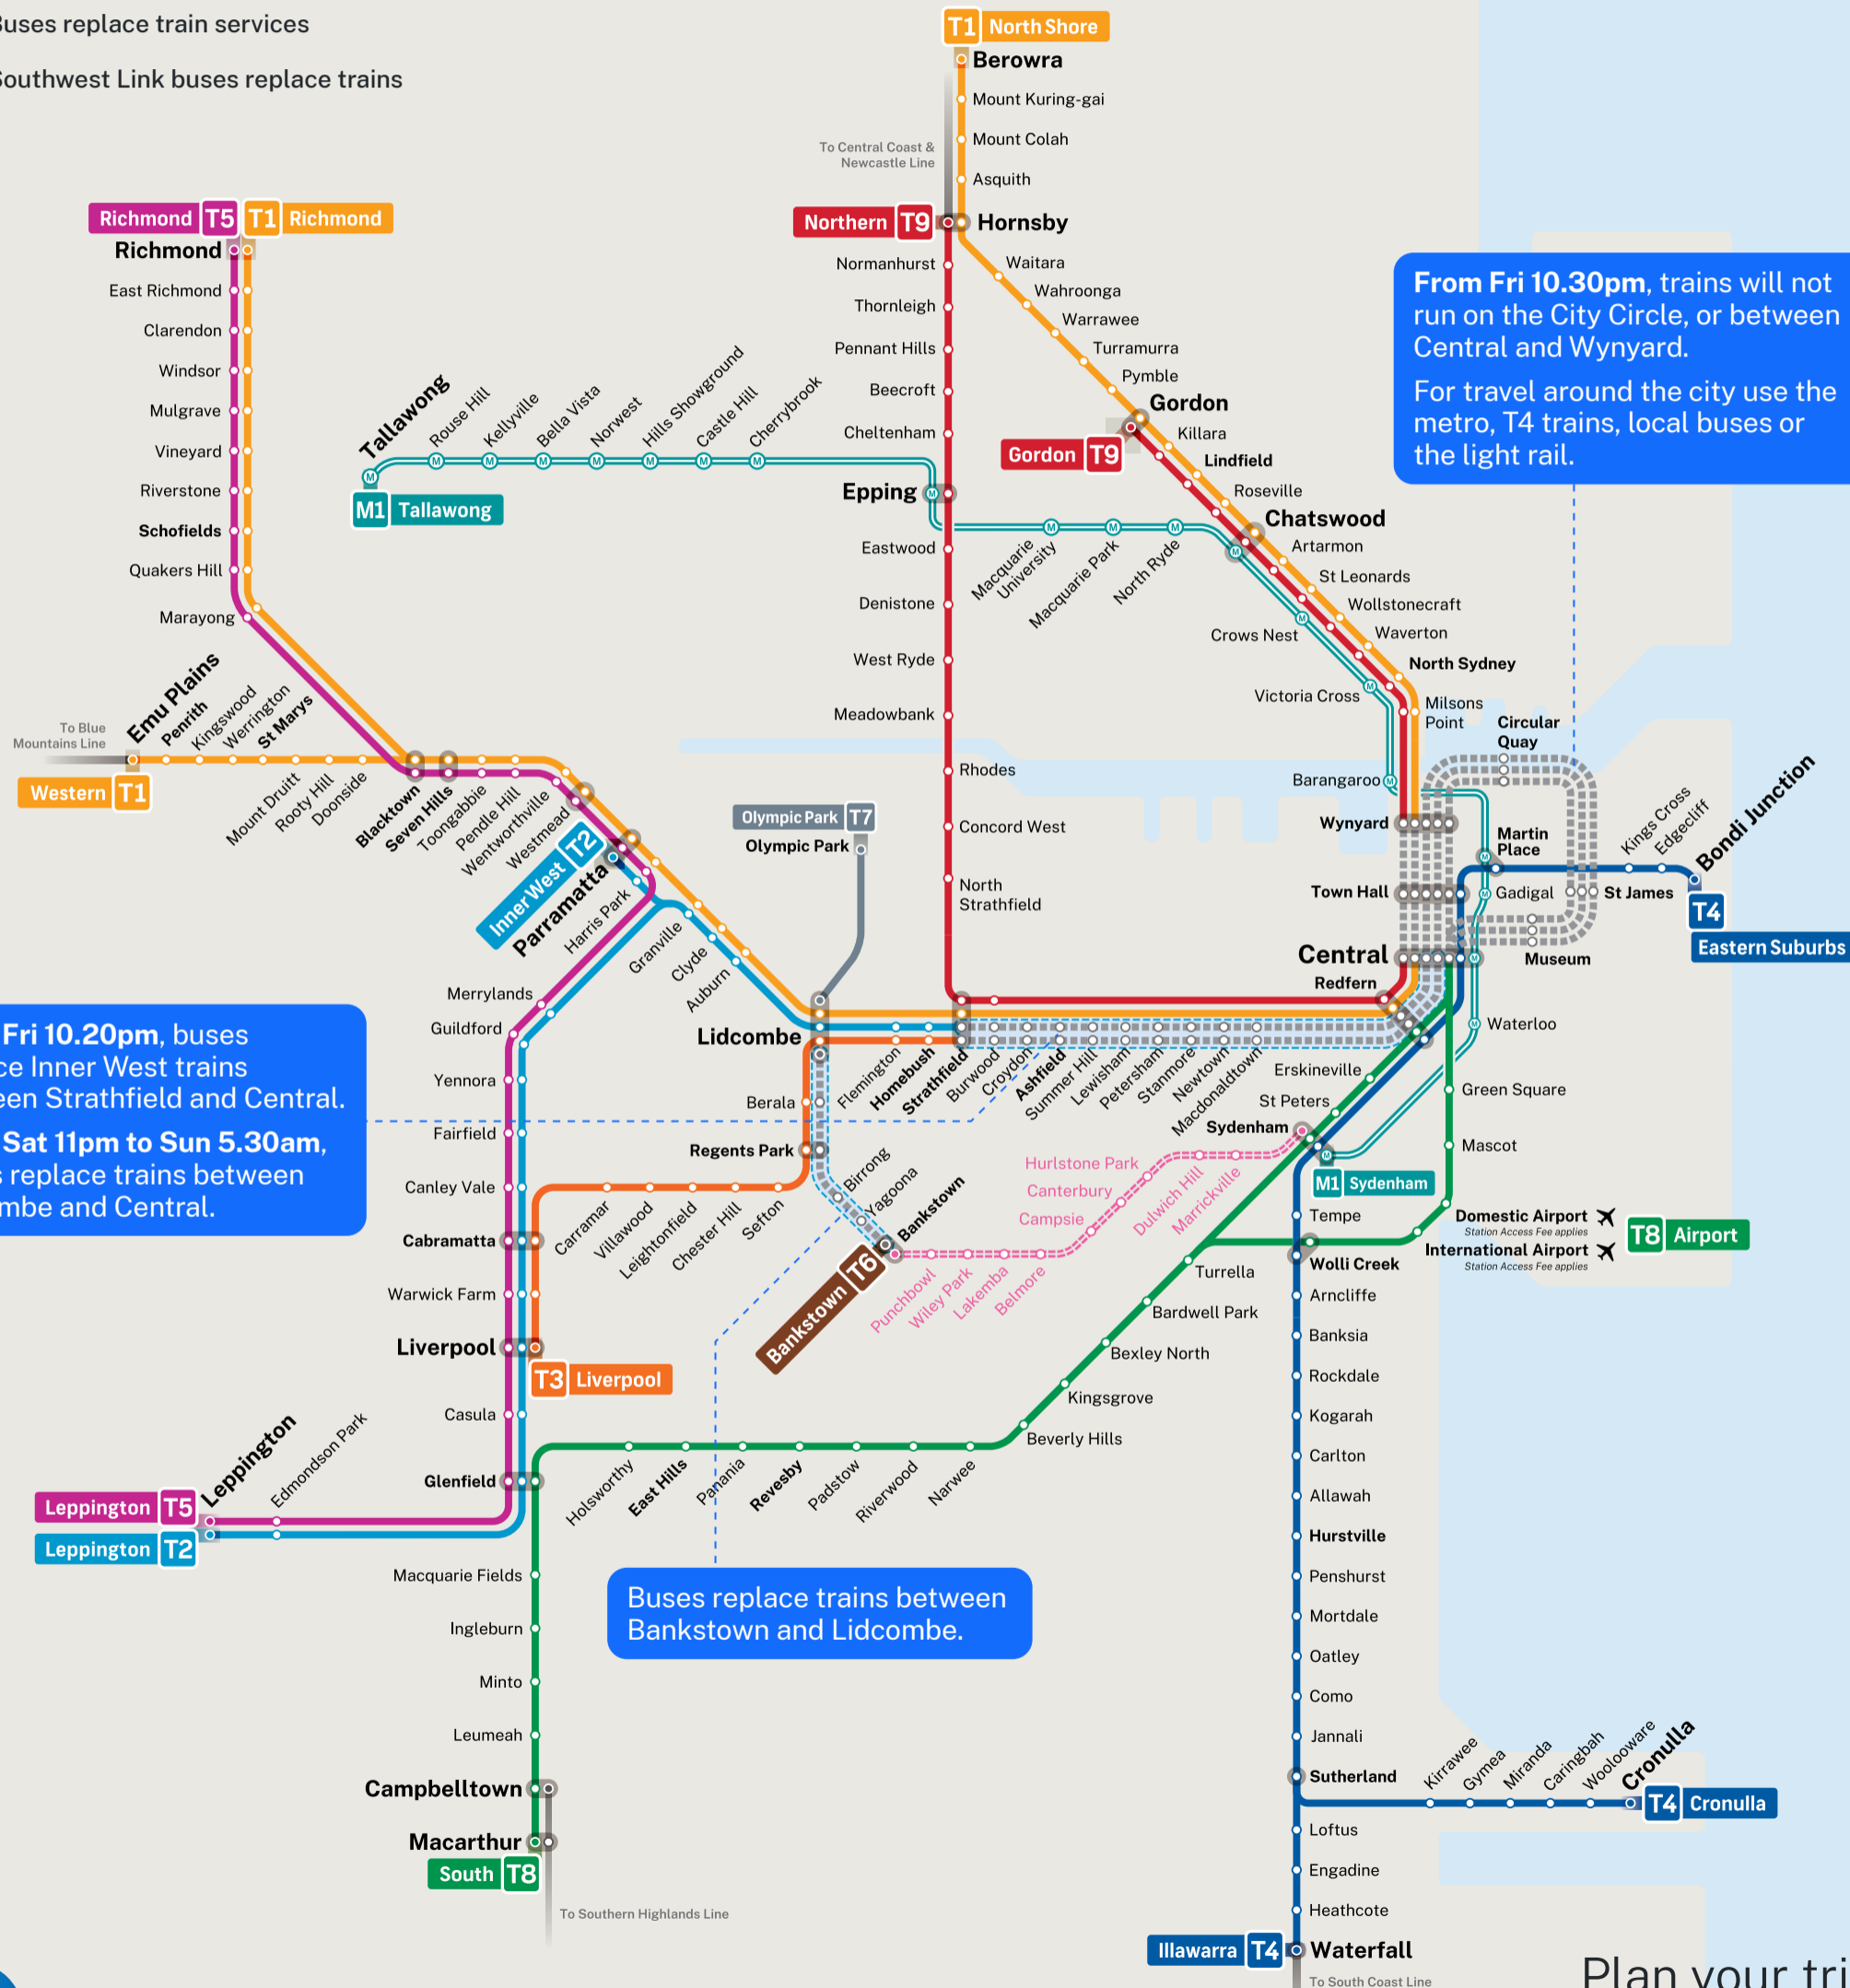 Buses replace train services
Southwest Link buses replace trains
T1 North Shore
Berowra
Mount Kuring-gai
Mount Colah
Asquith
To Central Coast &
Newcastle Line
Northern T9
Hornsby
Normanhurst
Thornleigh
Pennant Hills
Beecroft
Cheltenham
Epping
Eastwood
Denistone
West Ryde
Meadowbank
Rhodes
Concord West
North
Strathfield
Waitara
Wahroonga
Warrawee
Turramurra
Pymble
Gordon
Gordon T9
Killara
Lindfield
Roseville
Chatswood
Artarmon
St Leonards
Wollstonecraft
Waverton
North Sydney
Milsons
Point
Richmond T5
T1 Richmond
Richmond
East Richmond
Clarendon
Windsor
Mulgrave
Vineyard
Riverstone
Schofields
Quakers Hill
Marayong
Tallawong
Rouse Hill
Kellyville
Bella Vista
Norwest
Hills Showground
Castle Hill
Cherrybrook
M1 Tallawong
Macquarie
University
Macquarie Park
North Ryde
Crows Nest
Victoria Cross
Barangaroo
From Fri 10.30pm, trains will not
run on the City Circle, or between
Central and Wynyard.
For travel around the city use the
metro, T4 trains, local buses or
the light rail.
To Blue
Mountains Line
Emu Plains
Western T1
Penrith
Kingswood
Werrington
St Marys
Mount Druitt
Rooty Hill
Doonside
Blacktown
Seven Hills
Toongabbie
Pendle Hill
Wentworthville
Westmead
Inner West T2
Parramatta
Harris Park
Granville
Clyde
Auburn
Olympic Park T7
Olympic Park
Lidcombe
Flemington
Homebush
Strathfield
Burwood
Croydon
Ashfield
Summer Hill
Lewisham
Petersham
Stanmore
Newtown
Macdonaldtown
Wynyard
Town Hall
Central
Redfern
Circular
Quay
Martin
Place
Gadigal
St James
Museum
Kings Cross
Edgecliff
Bondi Junction
T4
Eastern Suburbs
Waterloo
Erskineville
St Peters
Sydenham
M1 Sydenham
Green Square
Mascot
Domestic Airport
Station Access Fee applies
International Airport
Station Access Fee applies
T8 Airport
Fri 10.20pm, buses
ce Inner West trains
een Strathfield and Central.
Sat 11pm to Sun 5.30am,
s replace trains between
mbe and Central.
Merrylands
Guildford
Yennora
Fairfield
Canley Vale
Cabramatta
Warwick Farm
Liverpool
T3 Liverpool
Casula
Glenfield
Berala
Regents Park
Birrong
Yagoona
Bankstown
Bankstown T6
Carramar
Villawood
Leightonfield
Chester Hill
Sefton
Punchbowl
Wiley Park
Lakemba
Belmore
Campsie
Canterbury
Hurlstone Park
Dulwich Hill
Marrickville
Tempe
Wolli Creek
Turrella
Bardwell Park
Bexley North
Kingsgrove
Beverly Hills
Narwee
Riverwood
Padstow
Revesby
Panania
East Hills
Holsworthy
Leppington
Edmondson Park
Leppington T5
Leppington T2
Macquarie Fields
Ingleburn
Minto
Leumeah
Campbelltown
Macarthur
South T8
To Southern Highlands Line
Buses replace trains between
Bankstown and Lidcombe.
Arncliffe
Banksia
Rockdale
Kogarah
Carlton
Allawah
Hurstville
Penshurst
Mortdale
Oatley
Como
Jannali
Sutherland
Kirrawee
Gymea
Miranda
Caringbah
Woolooware
Cronulla
T4 Cronulla
Loftus
Engadine
Heathcote
Illawarra T4
Waterfall
To South Coast Line
Plan your tri